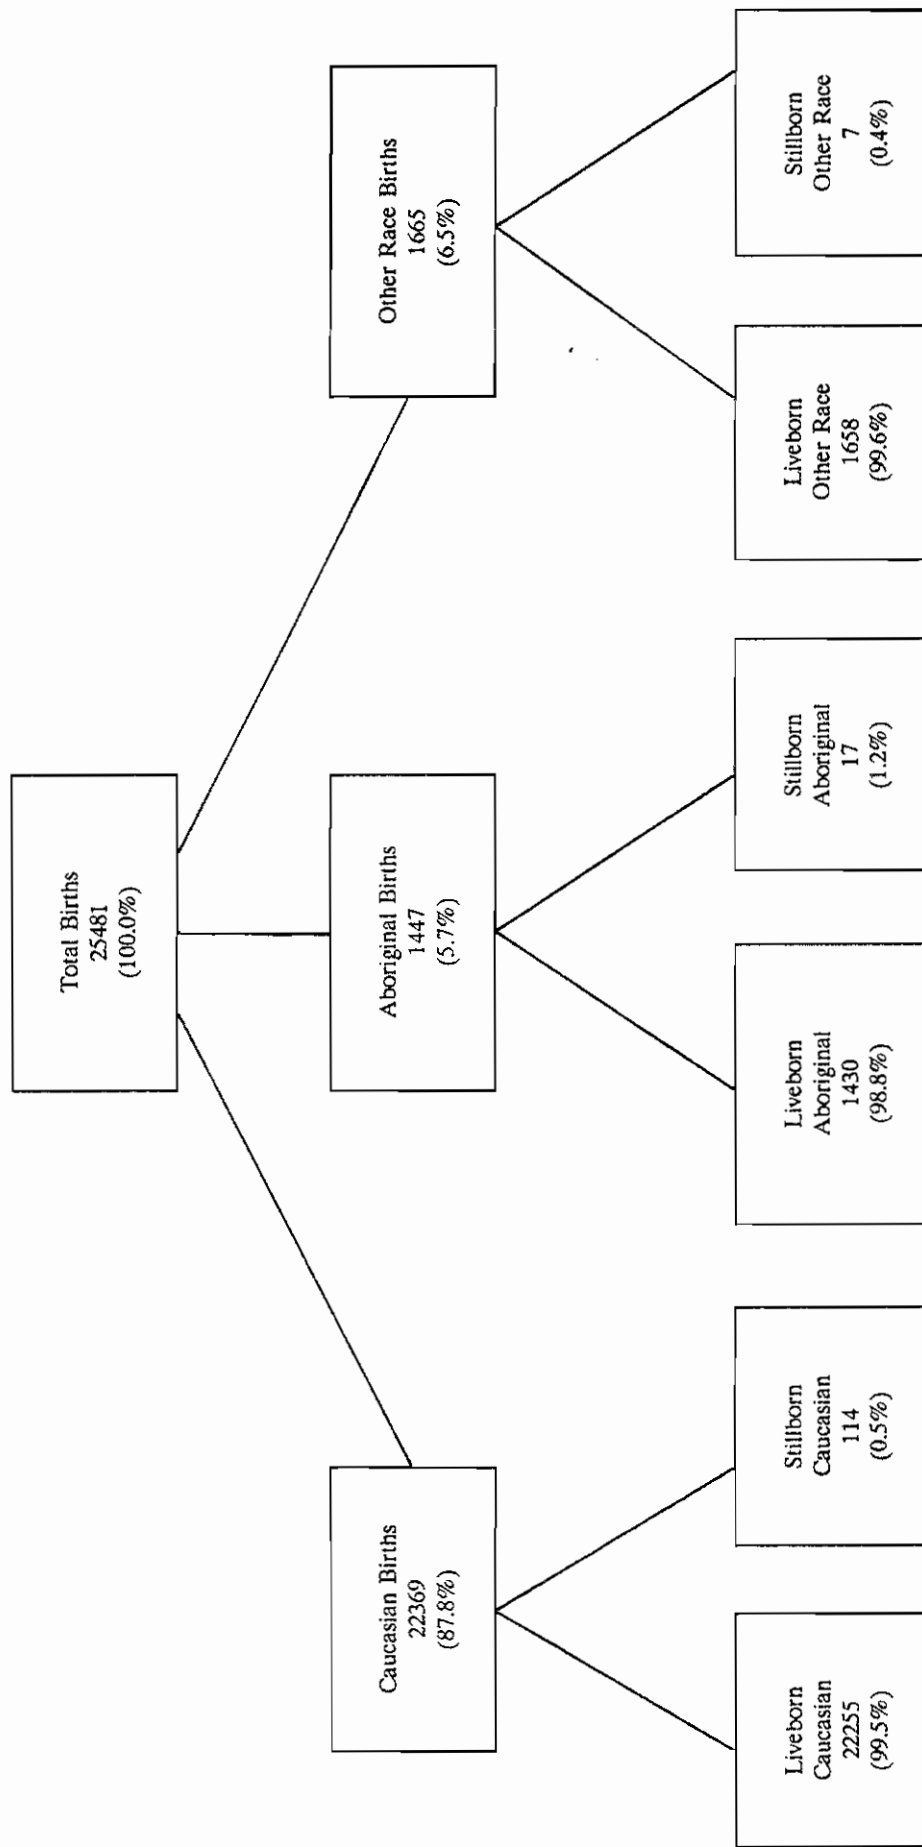 Total Births
25481
(100.0%)
Caucasian Births
22369
(87.8%)
Aboriginal Births
1447
(5.7%)
Other Race Births
1665
(6.5%)
Liveborn
Caucasian
22255
(99.5%)
Stillborn
Caucasian
114
(0.5%)
Liveborn
Aboriginal
1430
(98.8%)
Stillborn
Aboriginal
17
(1.2%)
Liveborn
Other Race
1658
(99.6%)
Stillborn
Other Race
7
(0.4%)